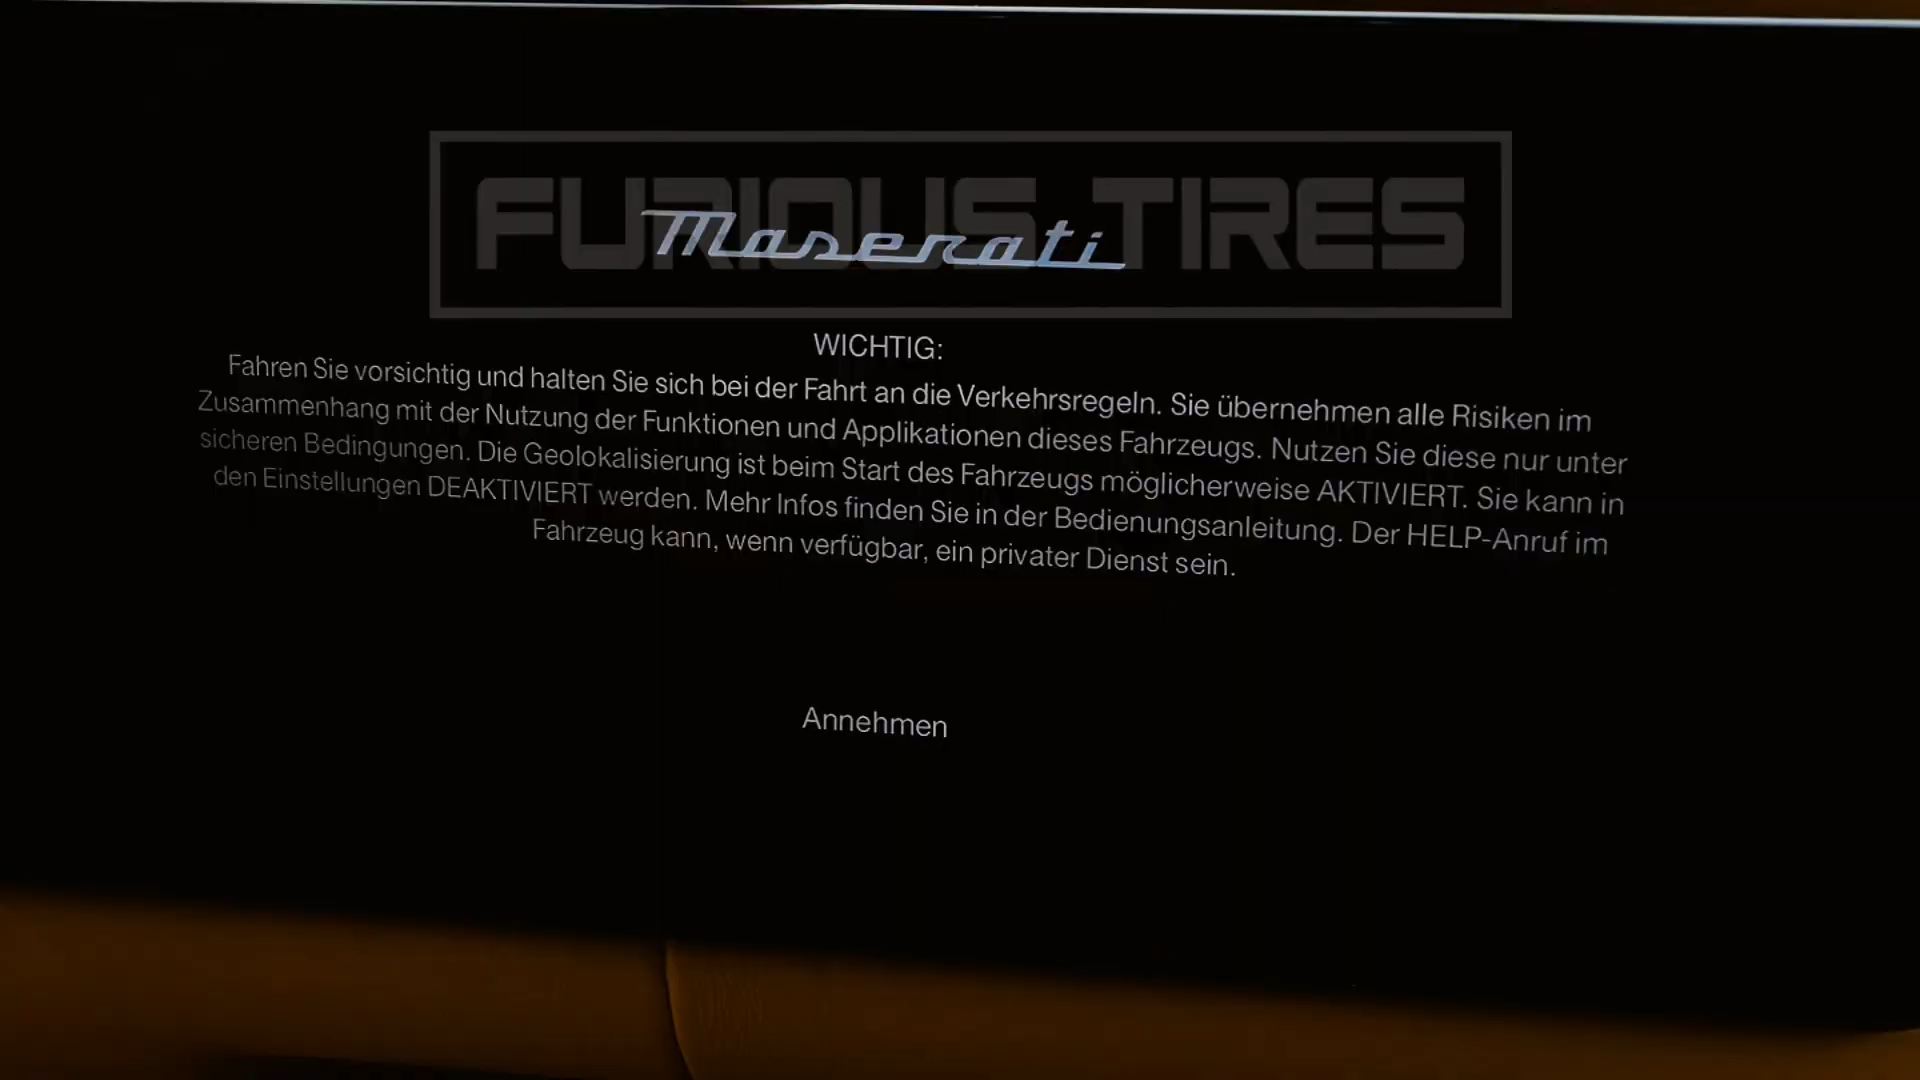 FURIOUS TIRES
Maserati
WICHTIG:
Fahren Sie vorsichtig und halten Sie sich bei der Fahrt an die Verkehrsregeln. Sie übernehmen alle Risiken im
Zusammenhang mit der Nutzung der Funktionen und Applikationen dieses Fahrzeugs. Nutzen Sie diese nur unter
sicheren Bedingungen. Die Geolokalisierung ist beim Start des Fahrzeugs möglicherweise AKTIVIERT. Sie kann in
den Einstellungen DEAKTIVIERT werden. Mehr Infos finden Sie in der Bedienungsanleitung. Der HELP-Anruf im
Fahrzeug kann, wenn verfügbar, ein privater Dienst sein.
Annehmen